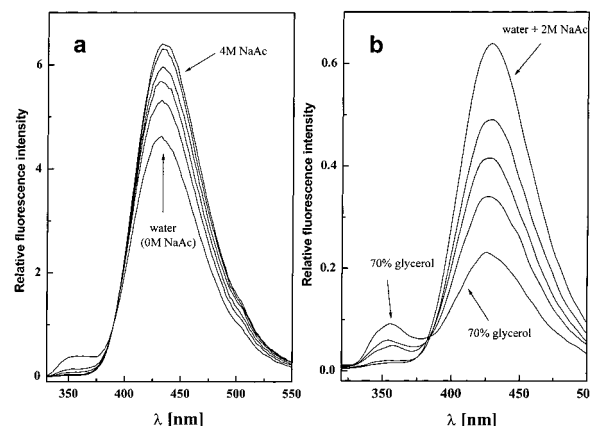 a
4M NaAc
water
(0M NaAc)
Relative fluorescence intensity
6
4
2
0
350
400
450
500
550
λ [nm]
b
water + 2M NaAc
70% glycerol
70% glycerol
Relative fluorescence intensity
0.6
0.4
0.2
0.0
350
400
450
50
λ [nm]